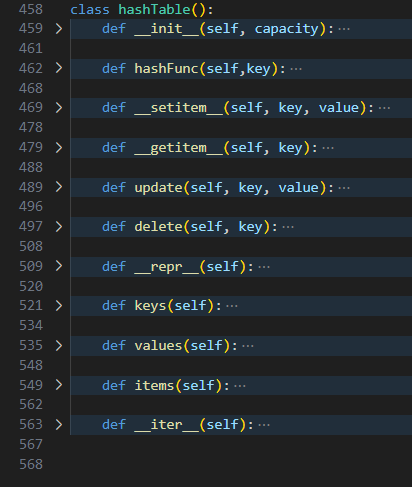 458 class hashTable():
459 > def __init__(self, capacity): ···
461
462 > def hashFunc(self,key): ···
468
469 > def __setitem__(self, key, value): ···
478
479 > def __getitem__(self, key): ···
488
489 > def update(self, key, value): ···
496
497 > def delete(self, key): ···
508
509 > def __repr__(self): ···
520
521 > def keys(self): ···
534
535 > def values(self): ···
548
549 > def items(self): ···
562
563 > def __iter__(self): ···
567
568